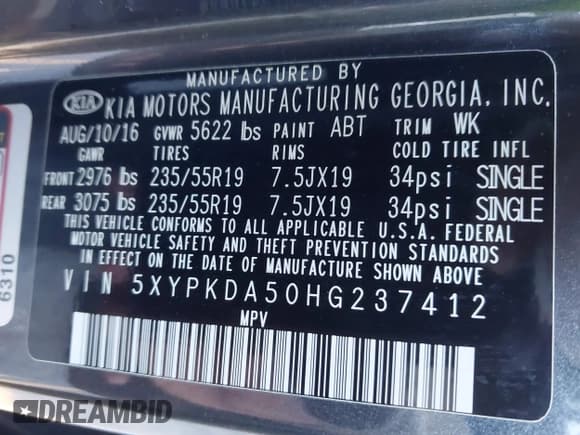 MANUFACTURED BY
KIA KIA MOTORS MANUFACTURING GEORGIA, INC.
AUG/10/16 GVWR 5622 lbs PAINT ABT TRIM WK
GAWR TIRES RIMS COLD TIRE INFL
FRONT 2976 lbs 235/55R19 7.5JX19 34psi SINGLE
REAR 3075 lbs 235/55R19 7.5JX19 34psi SINGLE
THIS VEHICLE CONFORMS TO ALL APPLICABLE U.S.A. FEDERAL
MOTOR VEHICLE SAFETY AND THEFT PREVENTION STANDARDS
IN EFFECT ON THE DATE OF MANUFACTURE SHOWN ABOVE.
VIN 5XYPKDA50HG237412
MPV
6310
DREAMBID